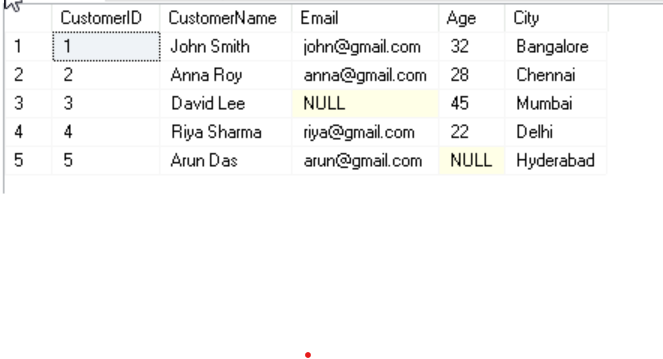 CustomerID CustomerName Email Age City
1 1 John Smith john@gmail.com 32 Bangalore
2 2 Anna Roy anna@gmail.com 28 Chennai
3 3 David Lee NULL 45 Mumbai
4 4 Riya Sharma riya@gmail.com 22 Delhi
5 5 Arun Das arun@gmail.com NULL Hyderabad